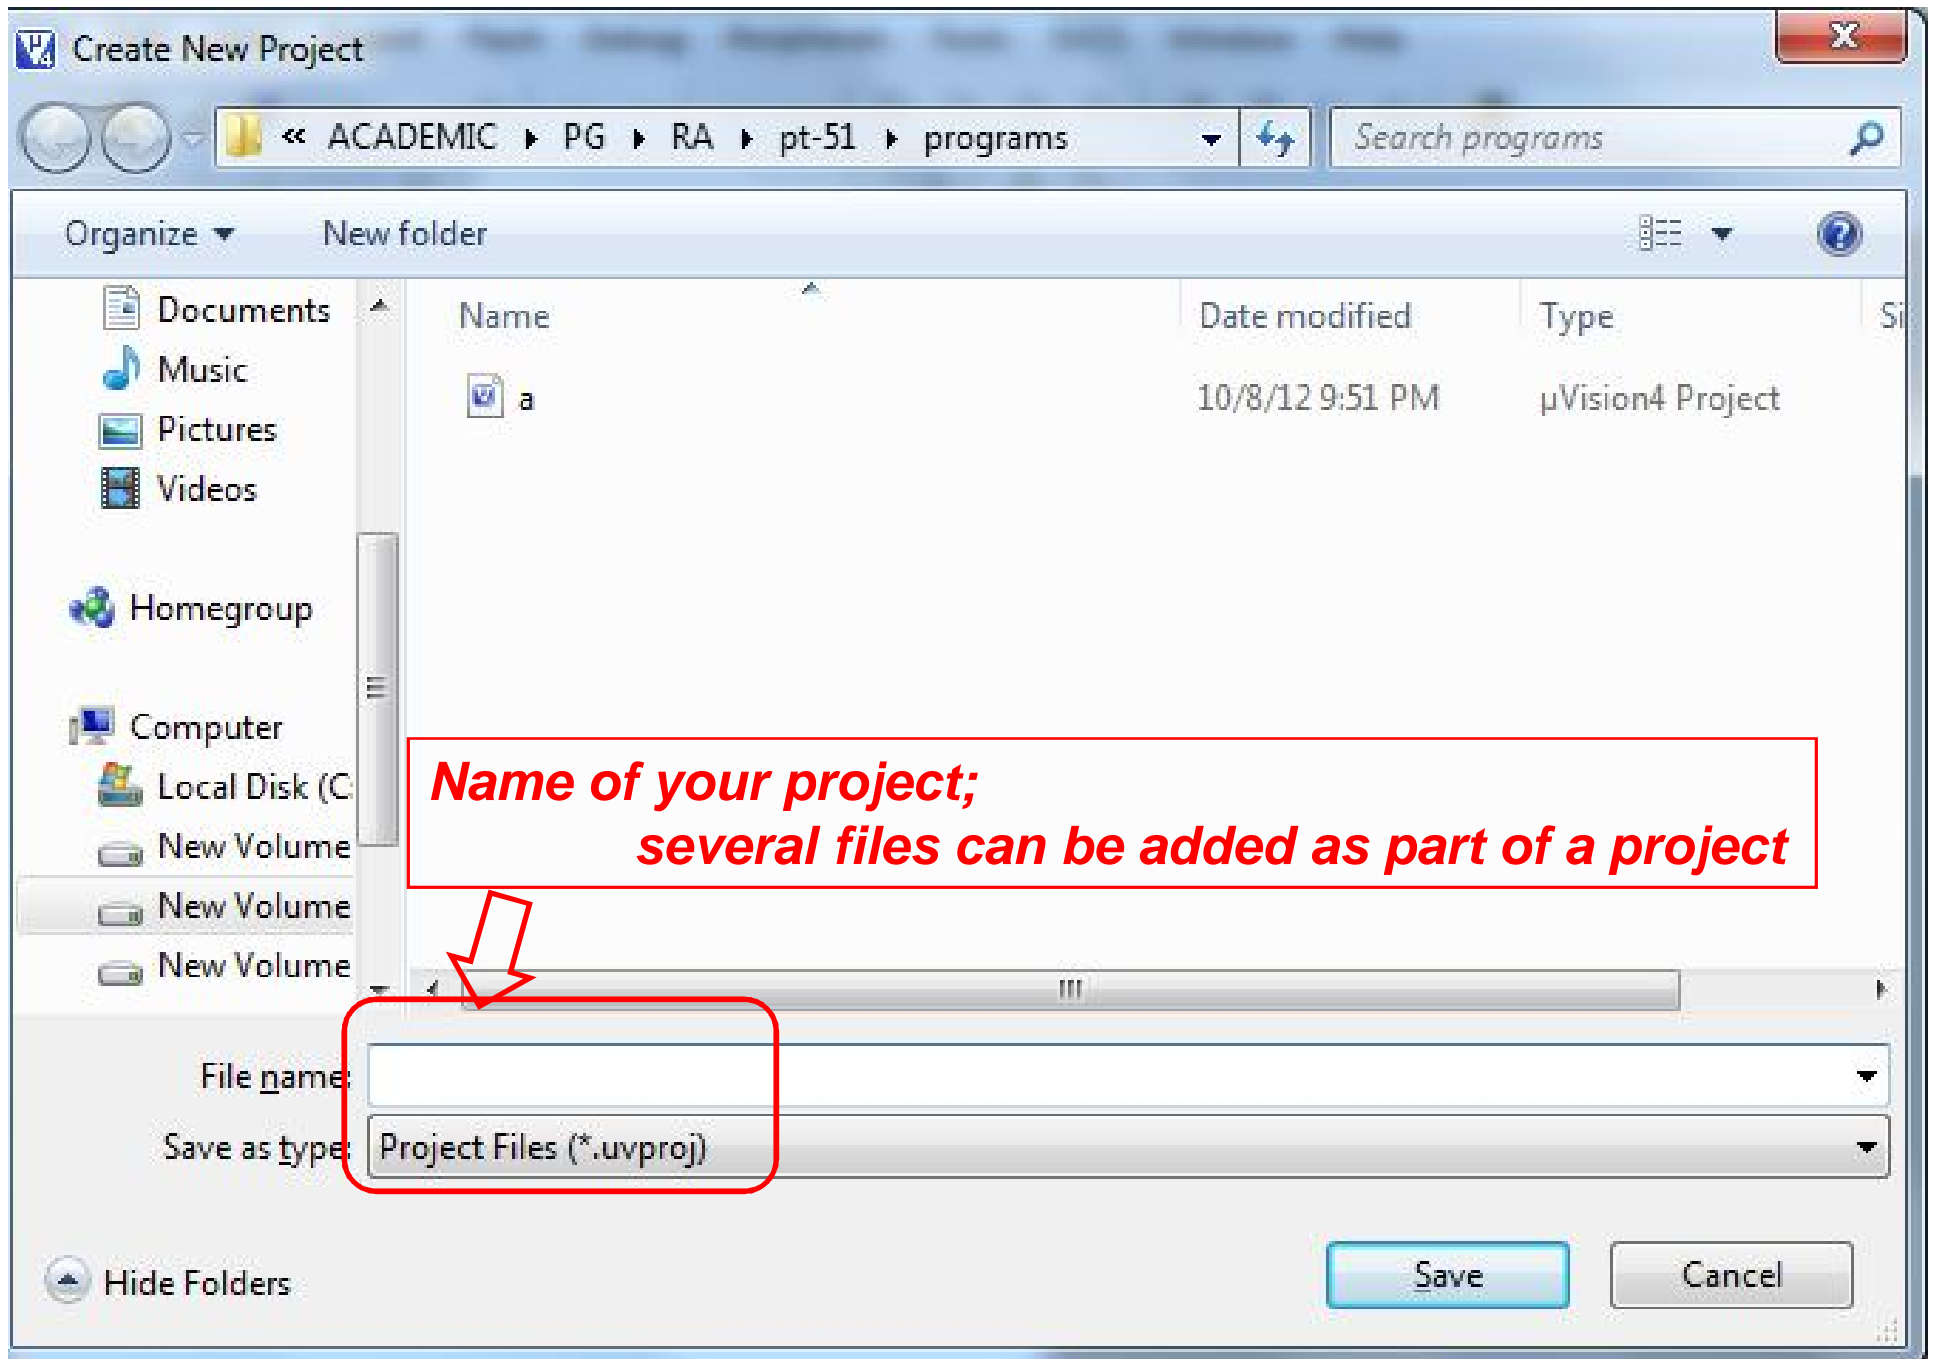 Create New Project
« ACADEMIC ▸ PG ▸ RA ▸ pt-51 ▸ programs
Search programs
Organize ▾ New folder
Documents
Music
Pictures
Videos
Homegroup
Computer
Local Disk (C:
New Volume
New Volume
New Volume
Name Date modified Type Si
a 10/8/12 9:51 PM µVision4 Project
Name of your project;
several files can be added as part of a project
File name:
Save as type: Project Files (*.uvproj)
Hide Folders
Save Cancel